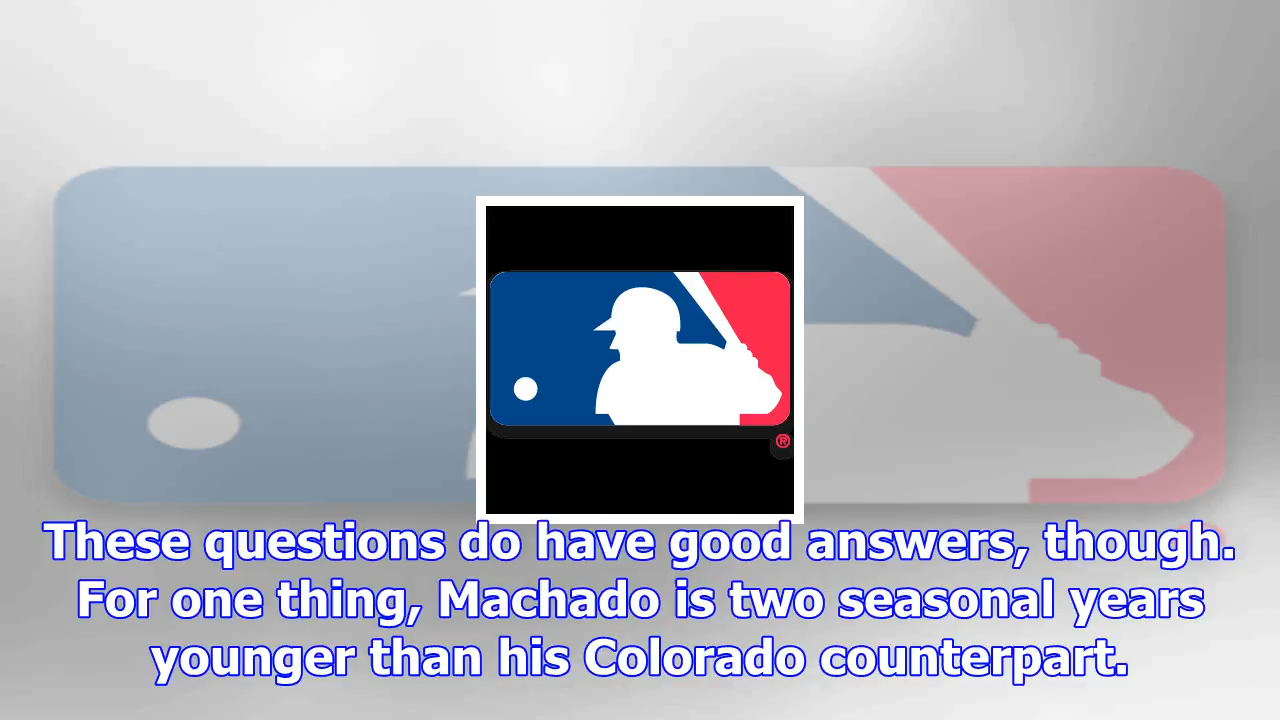 ®
These questions do have good answers, though.
For one thing, Machado is two seasonal years
younger than his Colorado counterpart.